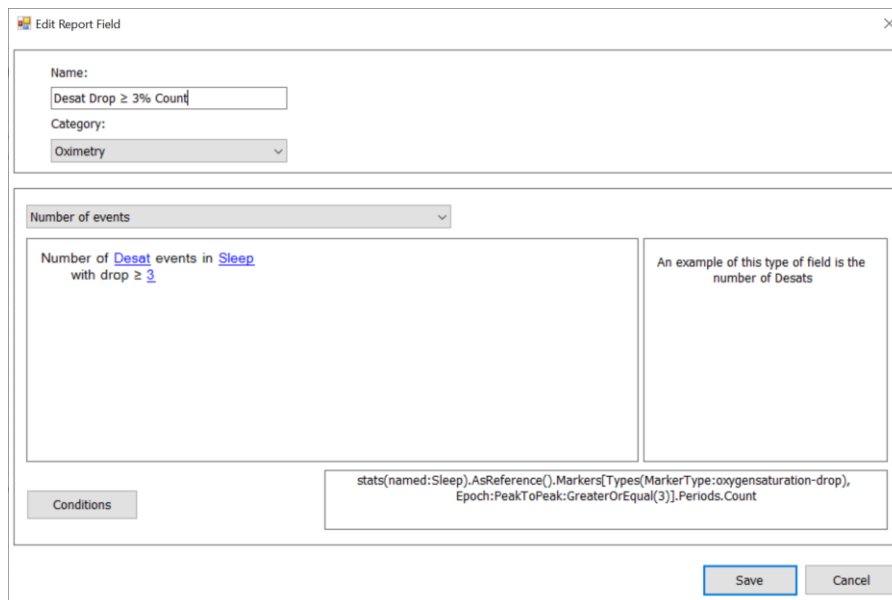 Edit Report Field
Name:
Desat Drop ≥ 3% Count
Category:
Oximetry
Number of events
Number of Desat events in Sleep
with drop ≥ 3
An example of this type of field is the
number of Desats
Conditions
stats(named:Sleep).AsReference().Markers[Types(MarkerType:oxygensaturation-drop),
Epoch:PeakToPeak:GreaterOrEqual(3)].Periods.Count
Save
Cancel